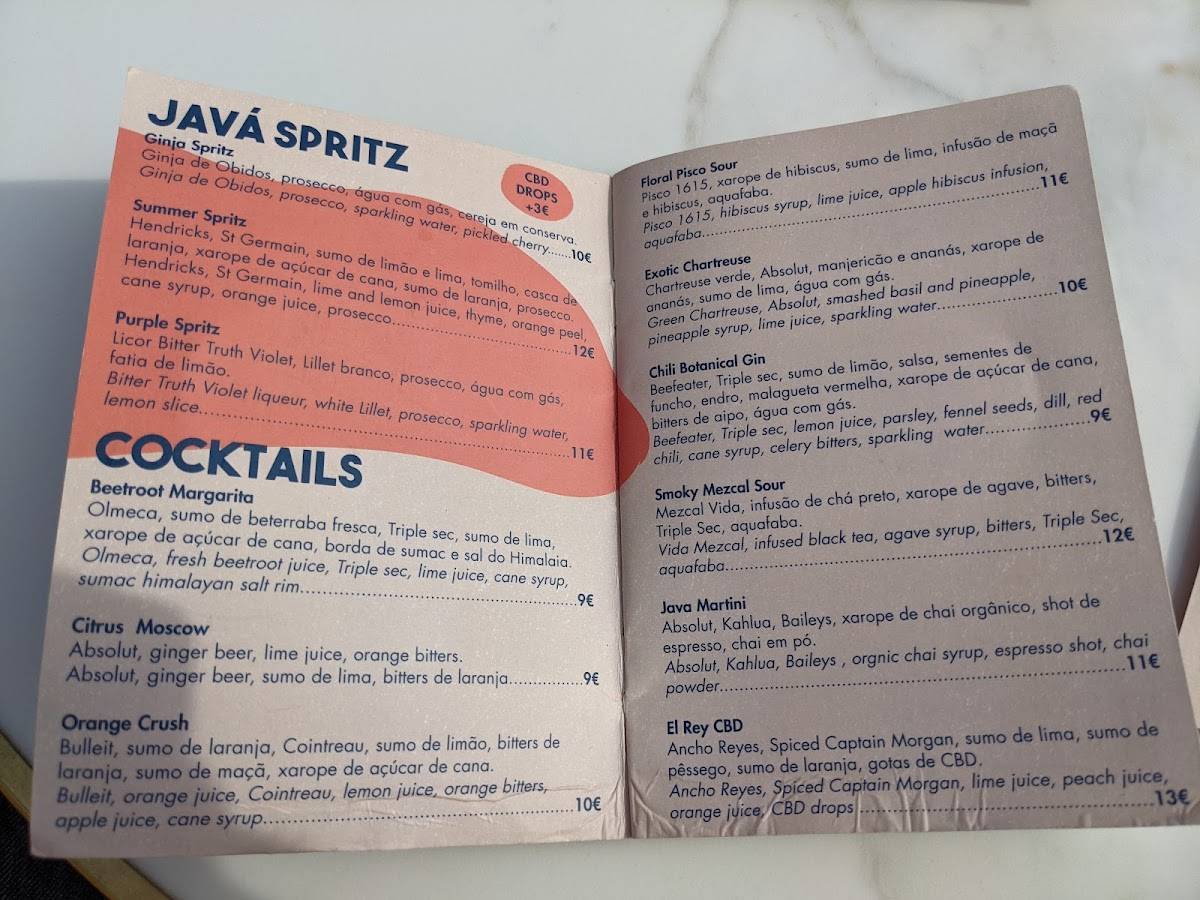 JAVÁ SPRITZ
Ginja Spritz
Ginja de Obidos, prosecco, água com gás, cereja em conserva.
Ginja de Obidos, prosecco, sparkling water, pickled cherry.......10€
CBD
DROPS
+3€
Summer Spritz
Hendricks, St Germain, sumo de limão e lima, tomilho, casca de
laranja, xarope de açúcar de cana, sumo de laranja, prosecco.
Hendricks, St Germain, lime and lemon juice, thyme, orange peel,
cane syrup, orange juice, prosecco....................................12€
Purple Spritz
Licor Bitter Truth Violet, Lillet branco, prosecco, água com gás,
fatia de limão.
Bitter Truth Violet liqueur, white Lillet, prosecco, sparkling water,
lemon slice.........................................................................11€
COCKTAILS
Beetroot Margarita
Olmeca, sumo de beterraba fresca, Triple sec, sumo de lima,
xarope de açúcar de cana, borda de sumac e sal do Himalaia.
Olmeca, fresh beetroot juice, Triple sec, lime juice, cane syrup,
sumac himalayan salt rim.....................................................9€
Citrus Moscow
Absolut, ginger beer, lime juice, orange bitters.
Absolut, ginger beer, sumo de lima, bitters de laranja...............9€
Orange Crush
Bulleit, sumo de laranja, Cointreau, sumo de limão, bitters de
laranja, sumo de maçã, xarope de açúcar de cana.
Bulleit, orange juice, Cointreau, lemon juice, orange bitters,
apple juice, cane syrup.........................................................10€
Floral Pisco Sour
Pisco 1615, xarope de hibiscus, sumo de lima, infusão de maçã
e hibiscus, aquafaba.
Pisco 1615, hibiscus syrup, lime juice, apple hibiscus infusion,
aquafaba.............................................................................11€
Exotic Chartreuse
Chartreuse verde, Absolut, manjericão e ananás, xarope de
ananás, sumo de lima, água com gás.
Green Chartreuse, Absolut, smashed basil and pineapple,
pineapple syrup, lime juice, sparkling water.........................10€
Chili Botanical Gin
Beefeater, Triple sec, sumo de limão, salsa, sementes de
funcho, endro, malagueta vermelha, xarope de açúcar de cana,
bitters de aipo, água com gás.
Beefeater, Triple sec, lemon juice, parsley, fennel seeds, dill, red
chili, cane syrup, celery bitters, sparkling water.....................9€
Smoky Mezcal Sour
Mezcal Vida, infusão de chá preto, xarope de agave, bitters,
Triple Sec, aquafaba.
Vida Mezcal, infused black tea, agave syrup, bitters, Triple Sec,
aquafaba.............................................................................12€
Java Martini
Absolut, Kahlua, Baileys, xarope de chai orgânico, shot de
espresso, chai em pó.
Absolut, Kahlua, Baileys , orgnic chai syrup, espresso shot, chai
powder................................................................................11€
El Rey CBD
Ancho Reyes, Spiced Captain Morgan, sumo de lima, sumo de
pêssego, sumo de laranja, gotas de CBD.
Ancho Reyes, Spiced Captain Morgan, lime juice, peach juice,
orange juice, CBD drops ......................................................13€